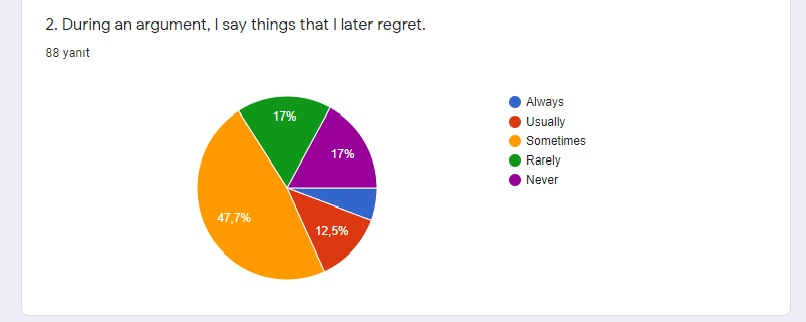 2. During an argument, I say things that I later regret.
88 yanıt
17%
17%
47,7%
12,5%
Always
Usually
Sometimes
Rarely
Never